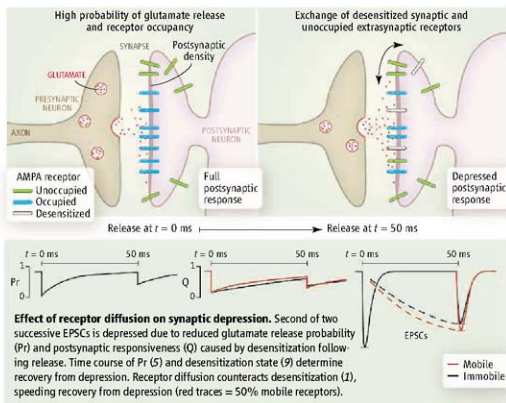 High probability of glutamate release
and receptor occupancy
Exchange of desensitized synaptic and
unoccupied extrasynaptic receptors
SYNAPSE
Postsynaptic
density
GLUTAMATE
PRESYNAPTIC
NEURON
AXON
POSTSYNAPTIC
NEURON
AMPA receptor
Unoccupied
Occupied
Desensitized
Full
postsynaptic
response
Depressed
postsynaptic
response
Release at t = 0 ms
Release at t = 50 ms
t = 0 ms
50 ms
t = 0 ms
50 ms
t = 0 ms
50 ms
1
Pr
0
1
Q
0
EPSCs
Effect of receptor diffusion on synaptic depression. Second of two
successive EPSCs is depressed due to reduced glutamate release probability
(Pr) and postsynaptic responsiveness (Q) caused by desensitization follow-
ing release. Time course of Pr (5) and desensitization state (9) determine
recovery from depression. Receptor diffusion counteracts desensitization (1),
speeding recovery from depression (red traces = 50% mobile receptors).
Mobile
Immobile